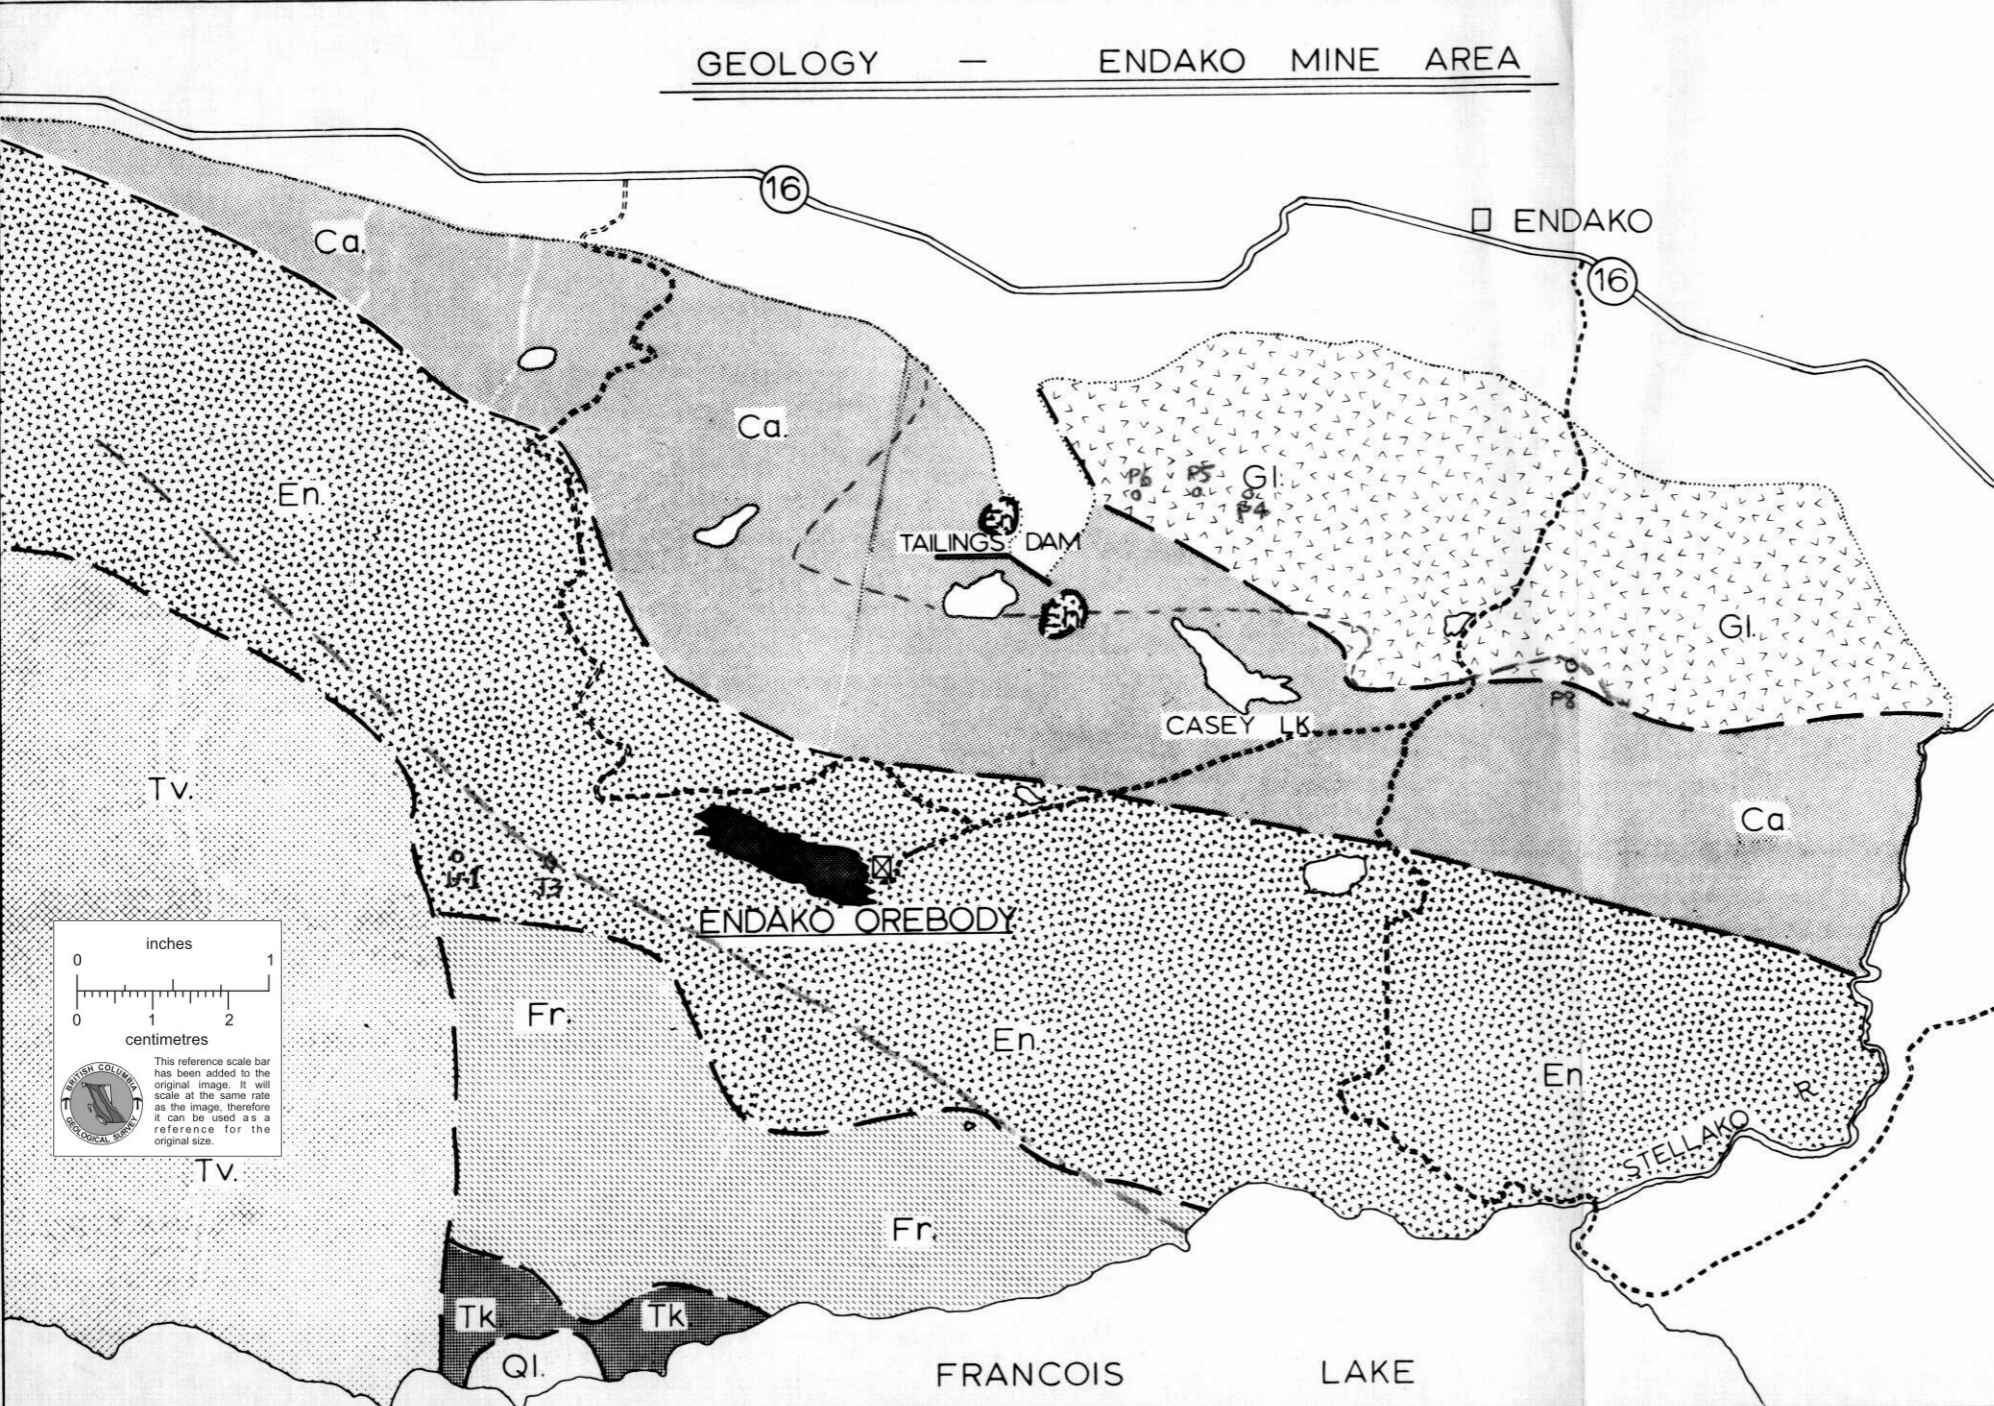 GEOLOGY — ENDAKO MINE AREA
16
ENDAKO
16
Ca.
Ca.
En.
P6
P5
Gl.
P4
En
TAILINGS DAM
En
Gl.
P8
CASEY LK
Tv.
Ca
J3
ENDAKO OREBODY
inches
0 1
0 1 2
centimetres
This reference scale bar
has been added to the
original image. It will
scale at the same rate
as the image, therefore
it can be used as a
reference for the
original size.
BRITISH COLUMBIA
GEOLOGICAL SURVEY
Fr.
En
En
STELLAKO R
Tv.
Fr.
Tk
Tk
Ql.
FRANCOIS LAKE